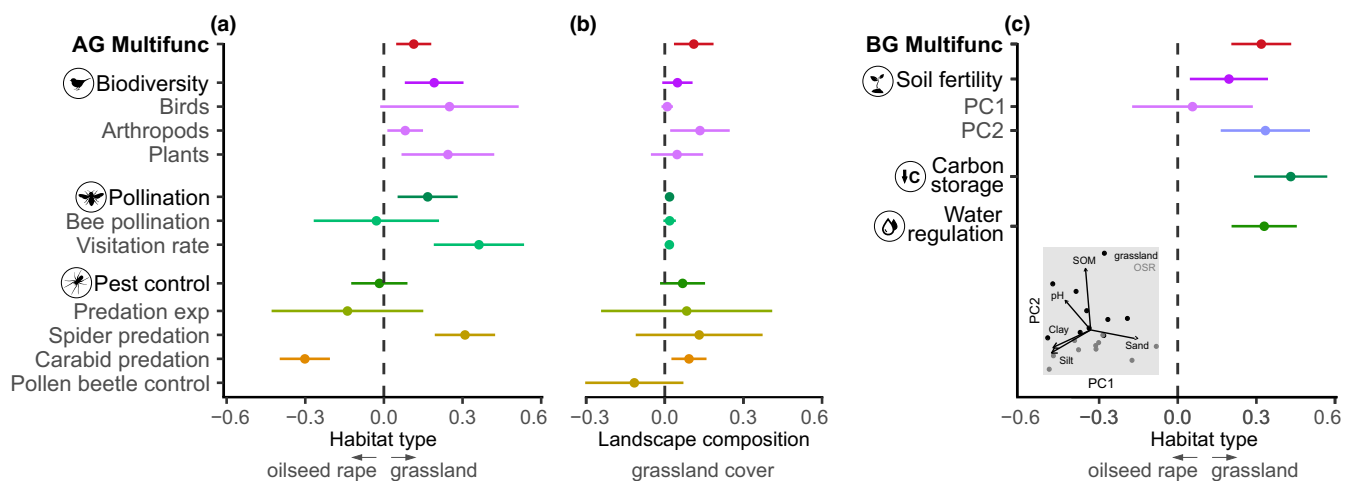 (a)
AG Multifunc
Biodiversity
Birds
Arthropods
Plants
Pollination
Bee pollination
Visitation rate
Pest control
Predation exp
Spider predation
Carabid predation
Pollen beetle control
−0.6 −0.3 0.0 0.3 0.6
Habitat type
oilseed rape grassland
(b)
−0.3 0.0 0.3 0.6
Landscape composition
grassland cover
(c)
BG Multifunc
Soil fertility
PC1
PC2
C
Carbon
storage
Water
regulation
SOM
grassland
OSR
pH
Clay
Silt
Sand
PC2
PC1
−0.6 −0.3 0.0 0.3 0.6
Habitat type
oilseed rape grassland